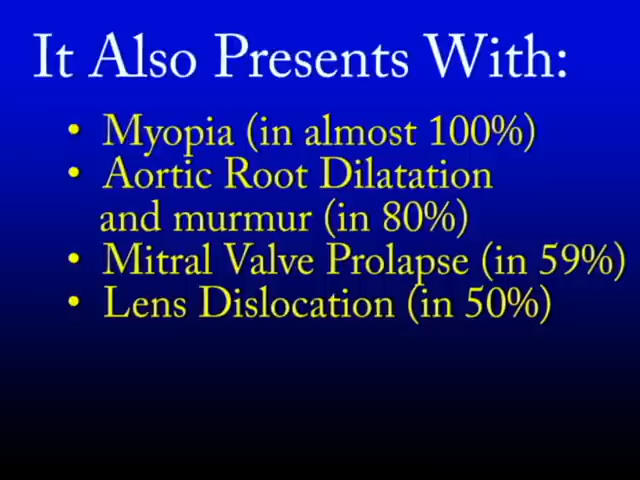 It Also Presents With:
• Myopia (in almost 100%)
• Aortic Root Dilatation
and murmur (in 80%)
• Mitral Valve Prolapse (in 59%)
• Lens Dislocation (in 50%)